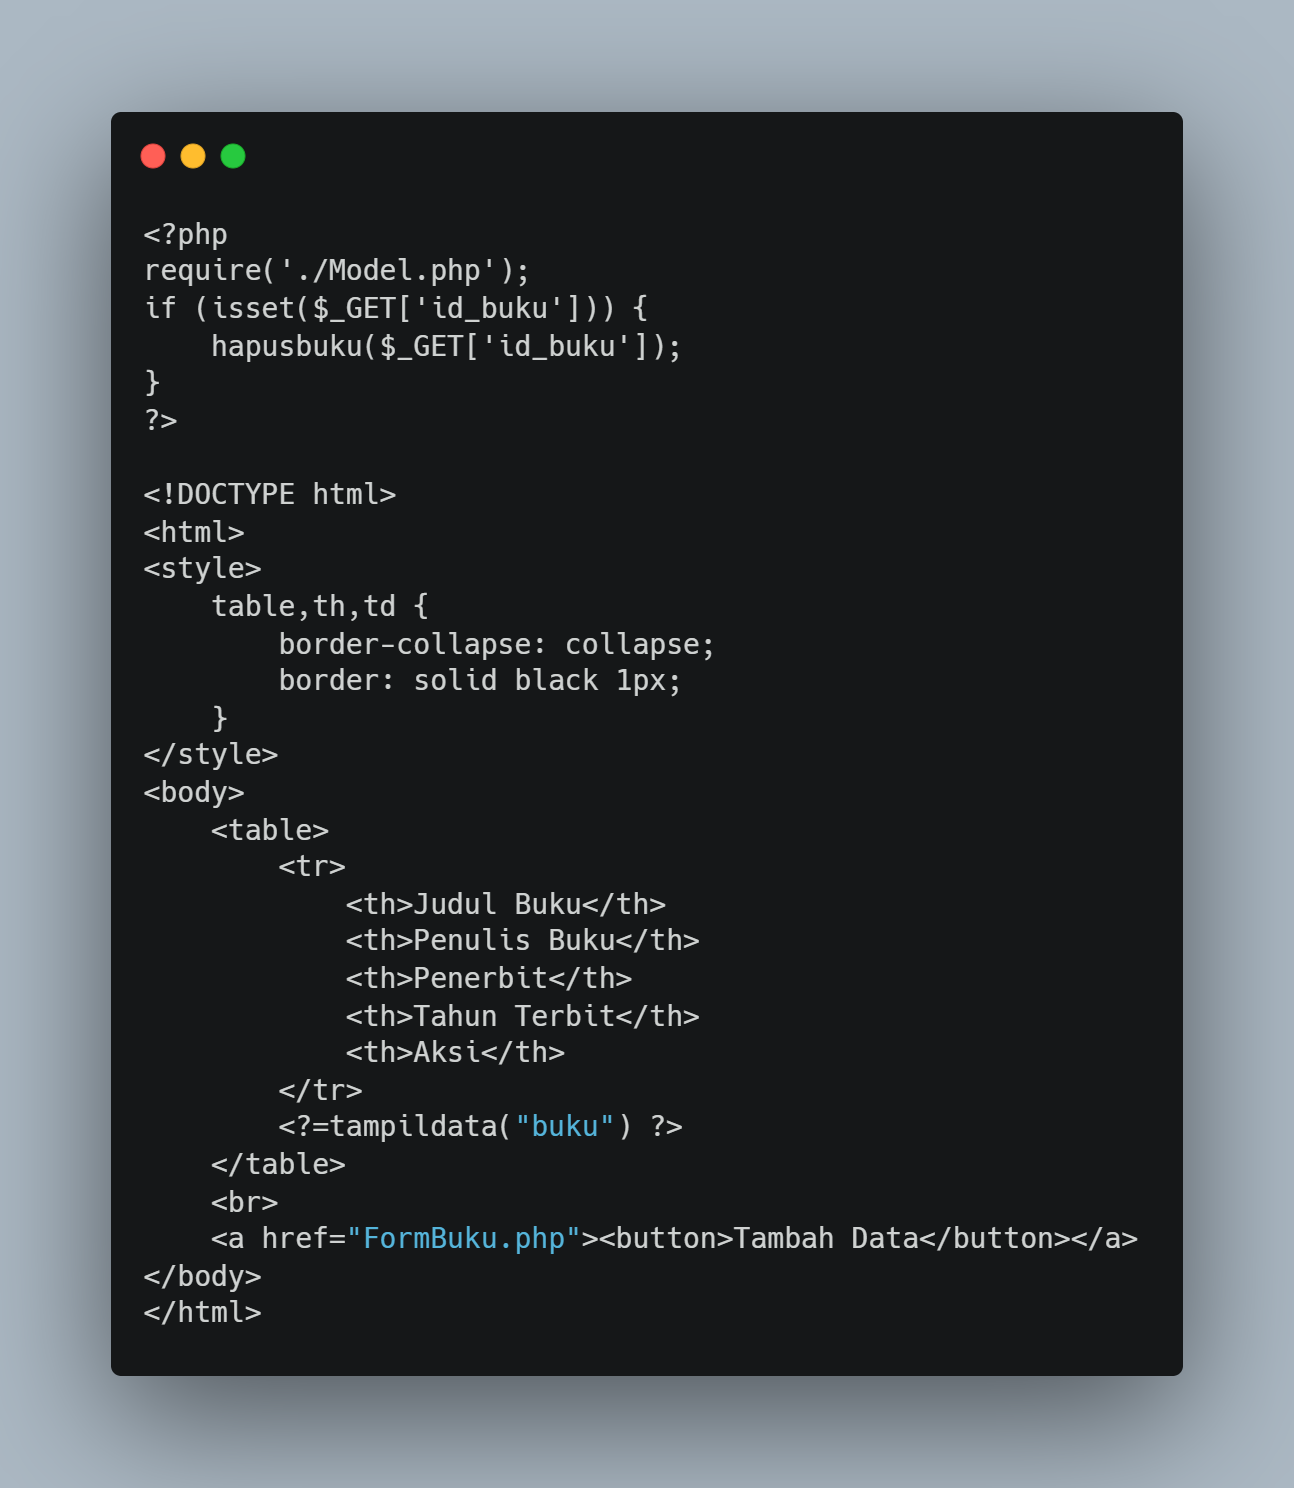 <?php
require('./Model.php');
if (isset($_GET['id_buku'])) {
    hapusbuku($_GET['id_buku']);
}
?>

<!DOCTYPE html>
<html>
<style>
    table,th,td {
        border-collapse: collapse;
        border: solid black 1px;
    }
</style>
<body>
    <table>
        <tr>
            <th>Judul Buku</th>
            <th>Penulis Buku</th>
            <th>Penerbit</th>
            <th>Tahun Terbit</th>
            <th>Aksi</th>
        </tr>
        <?=tampildata("buku") ?>
    </table>
    <br>
    <a href="FormBuku.php"><button>Tambah Data</button></a>
</body>
</html>